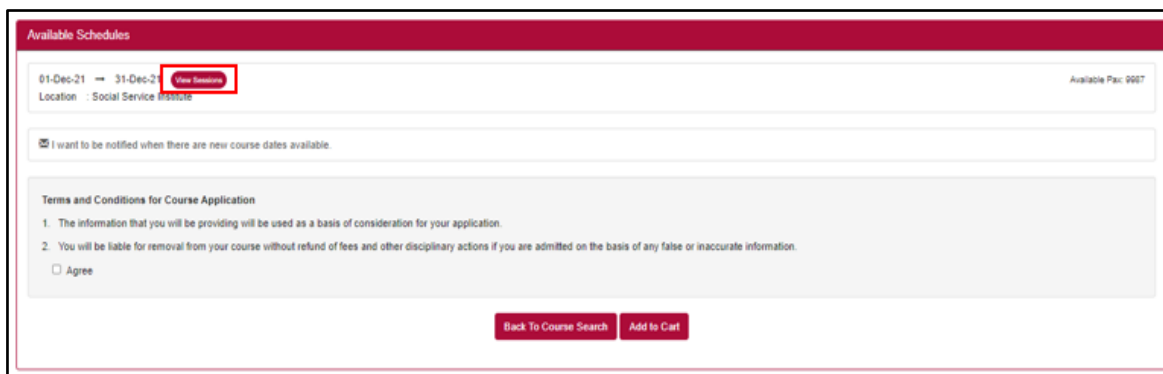 Available Schedules
01-Dec-21 → 31-Dec-21 View Sessions
Available Pax: 9987
Location : Social Service Institute
I want to be notified when there are new course dates available.
Terms and Conditions for Course Application
1. The information that you will be providing will be used as a basis of consideration for your application.
2. You will be liable for removal from your course without refund of fees and other disciplinary actions if you are admitted on the basis of any false or inaccurate information.
Agree
Back To Course Search Add to Cart